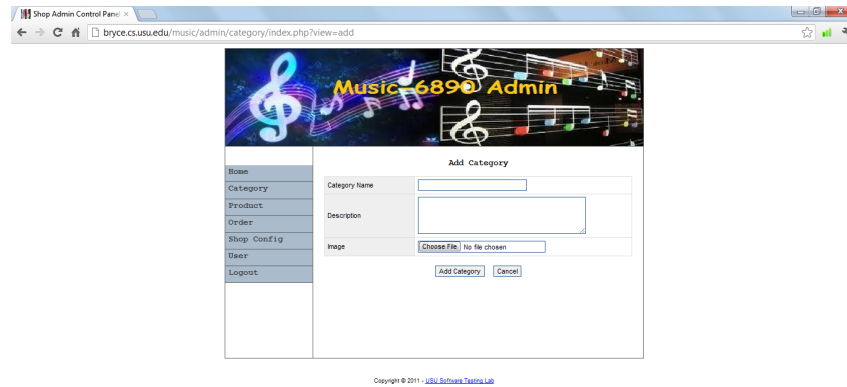 Shop Admin Control Panel
bryce.cs.usu.edu/music/admin/category/index.php?view=add
Music-6890 Admin
Add Category
Home
Category
Product
Order
Shop Config
User
Logout
Category Name
Description
Image
Choose File No file chosen
Add Category Cancel
Copyright © 2011 - USU Software Testing Lab